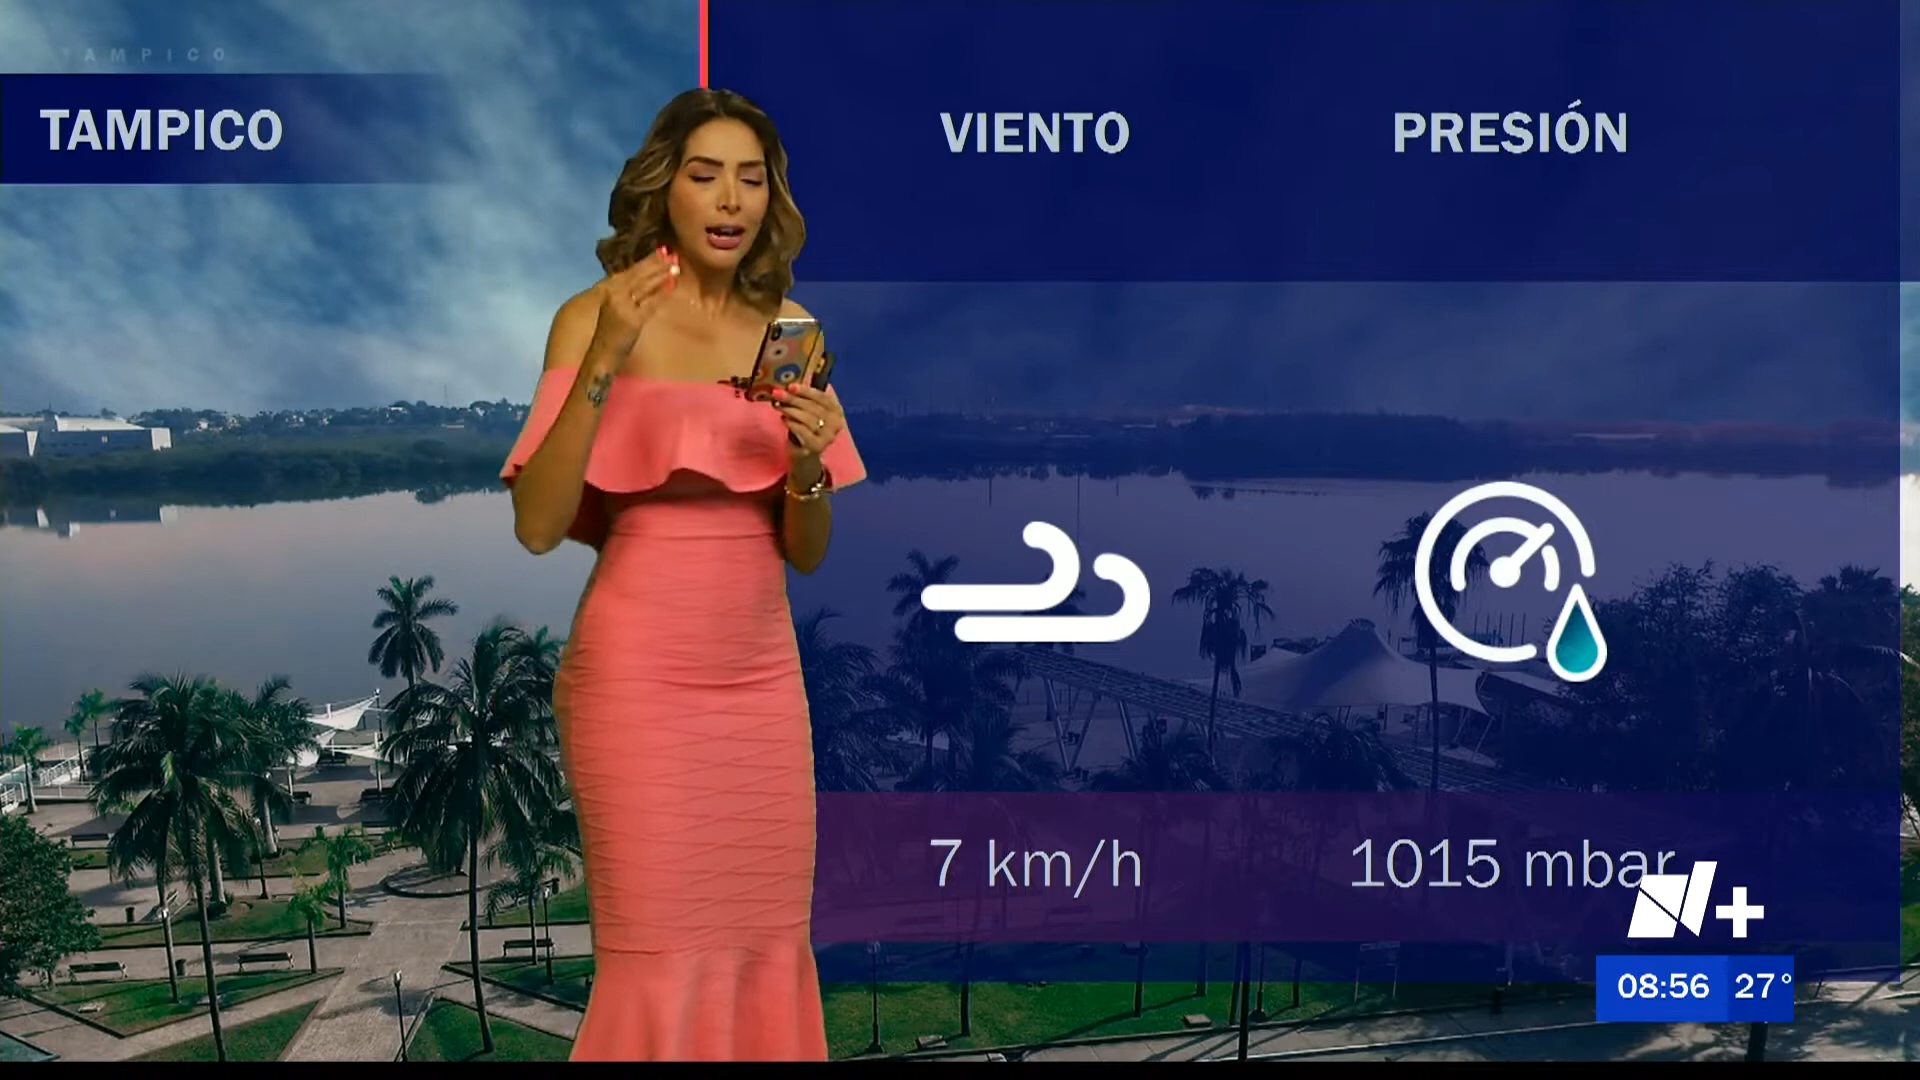 TAMPICO
TAMPICO
VIENTO
PRESIÓN
7 km/h
1015 mbar
N+
08:56 27°